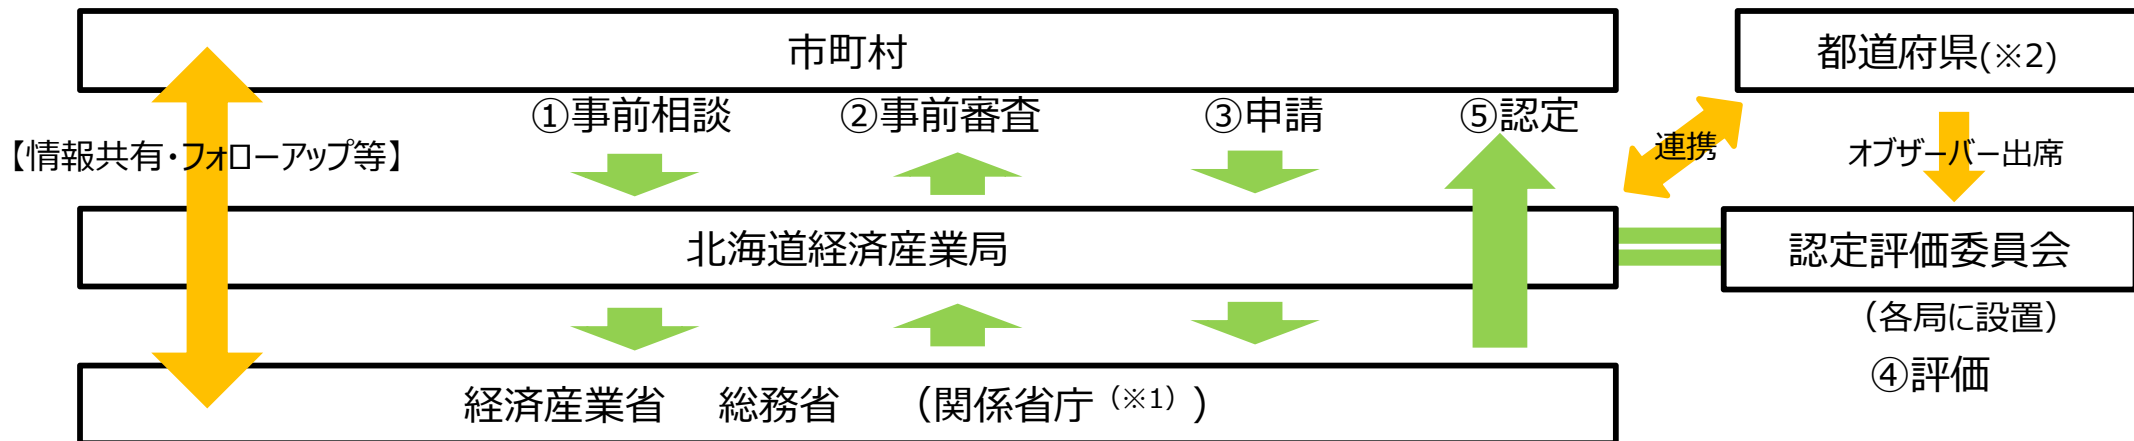 市町村
都道府県(※2)
①事前相談
②事前審査
③申請
⑤認定
連携
オブザーバー出席
【情報共有・フォローアップ等】
北海道経済産業局
認定評価委員会
（各局に設置）
④評価
経済産業省 総務省 （関係省庁（※1））